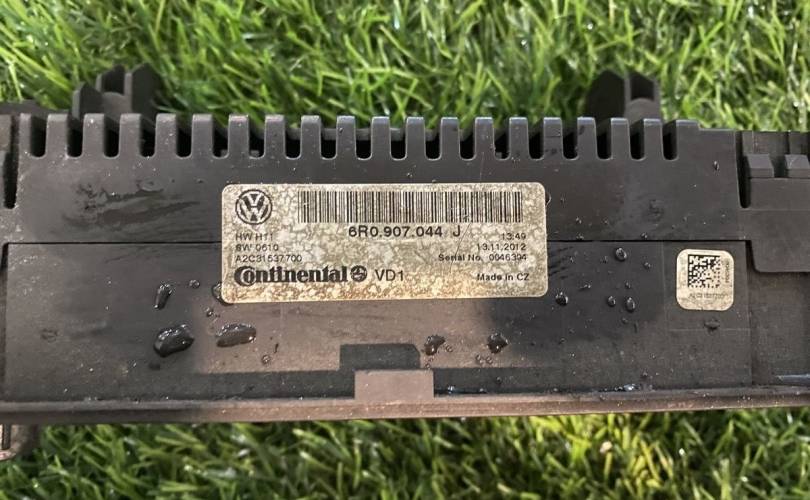 6R0.907.044 J
HW H11 13:49
SW 0610 13.11.2012
A2C31537700 Serial No. 0046394
Continental VD1 Made in CZ